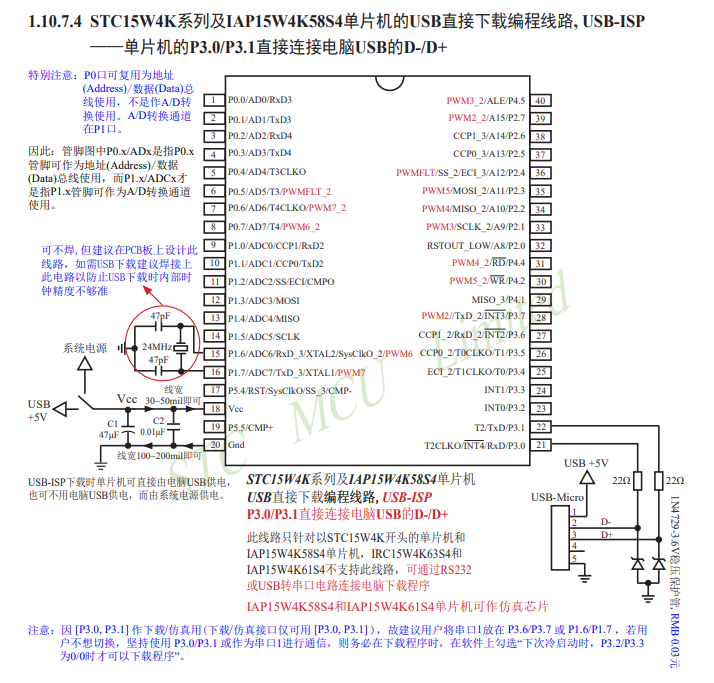 1.10.7.4 STC15W4K系列及IAP15W4K58S4单片机的USB直接下载编程线路, USB-ISP
——单片机的P3.0/P3.1直接连接电脑USB的D-/D+
特别注意：P0口可复用为地址
(Address)/数据(Data)总
线使用，不是作A/D转
换使用。A/D转换通道
在P1口。
因此：管脚图中P0.x/ADx是指P0.x
管脚可作为地址(Address)/数据
(Data)总线使用，而P1.x/ADCx才
是指P1.x管脚可作为A/D转换通道
使用。
可不焊,但建议在PCB板上设计此
线路，如需USB下载建议焊接上
此电路以防止USB下载时内部时
钟精度不够准
1 P0.0/AD0/RxD3
2 P0.1/AD1/TxD3
3 P0.2/AD2/RxD4
4 P0.3/AD3/TxD4
5 P0.4/AD4/T3CLKO
6 P0.5/AD5/T3/PWMFLT_2
7 P0.6/AD6/T4CLKO/PWM7_2
8 P0.7/AD7/T4/PWM6_2
9 P1.0/ADC0/CCP1/RxD2
10 P1.1/ADC1/CCP0/TxD2
11 P1.2/ADC2/SS/ECI/CMPO
12 P1.3/ADC3/MOSI
13 P1.4/ADC4/MISO
14 P1.5/ADC5/SCLK
15 P1.6/ADC6/RxD_3/XTAL2/SysClkO_2/PWM6
16 P1.7/ADC7/TxD_3/XTAL1/PWM7
17 P5.4/RST/SysClkO/SS_3/CMP-
18 Vcc
19 P5.5/CMP+
20 Gnd
PWM3_2/ALE/P4.5 40
PWM2_2/A15/P2.7 39
CCP1_3/A14/P2.6 38
CCP0_3/A13/P2.5 37
PWMFLT/SS_2/ECI_3/A12/P2.4 36
PWM5/MOSI_2/A11/P2.3 35
PWM4/MISO_2/A10/P2.2 34
PWM3/SCLK_2/A9/P2.1 33
RSTOUT_LOW/A8/P2.0 32
PWM4_2/RD/P4.4 31
PWM5_2/WR/P4.2 30
MISO_3/P4.1 29
PWM2//TxD_2/INT3/P3.7 28
CCP1_2/RxD_2/INT2/P3.6 27
CCP0_2/T0CLKO/T1/P3.5 26
ECI_2/T1CLKO/T0/P3.4 25
INT1/P3.3 24
INT0/P3.2 23
T2/TxD/P3.1 22
T2CLKO/INT4/RxD/P3.0 21
47pF
24MHz
47pF
系统电源
线宽
30~50mil即可
USB
+5V
Vcc
C1
47μF
C2
0.01μF
线宽100~200mil即可
USB-ISP下载时单片机可直接由电脑USB供电,
也可不用电脑USB供电，而由系统电源供电。
STC MCU Limited
STC15W4K系列及IAP15W4K58S4单片机
USB直接下载编程线路, USB-ISP
P3.0/P3.1直接连接电脑USB的D-/D+
此线路只针对以STC15W4K开头的单片机和
IAP15W4K58S4单片机，IRC15W4K63S4和
IAP15W4K61S4不支持此线路，可通过RS232
或USB转串口电路连接电脑下载程序
IAP15W4K58S4和IAP15W4K61S4单片机可作仿真芯片
USB +5V
22Ω
22Ω
USB-Micro
1
2 D-
3 D+
4
5
1N4729-3.6V稳压保护管, RMB 0.03元
注意：因 [P3.0, P3.1] 作下载/仿真用(下载/仿真接口仅可用 [P3.0, P3.1])，故建议用户将串口1放在 P3.6/P3.7 或 P1.6/P1.7，若用
户不想切换，坚持使用 P3.0/P3.1 或作为串口1进行通信，则务必在下载程序时，在软件上勾选“下次冷启动时，P3.2/P3.3
为0/0时才可以下载程序”。